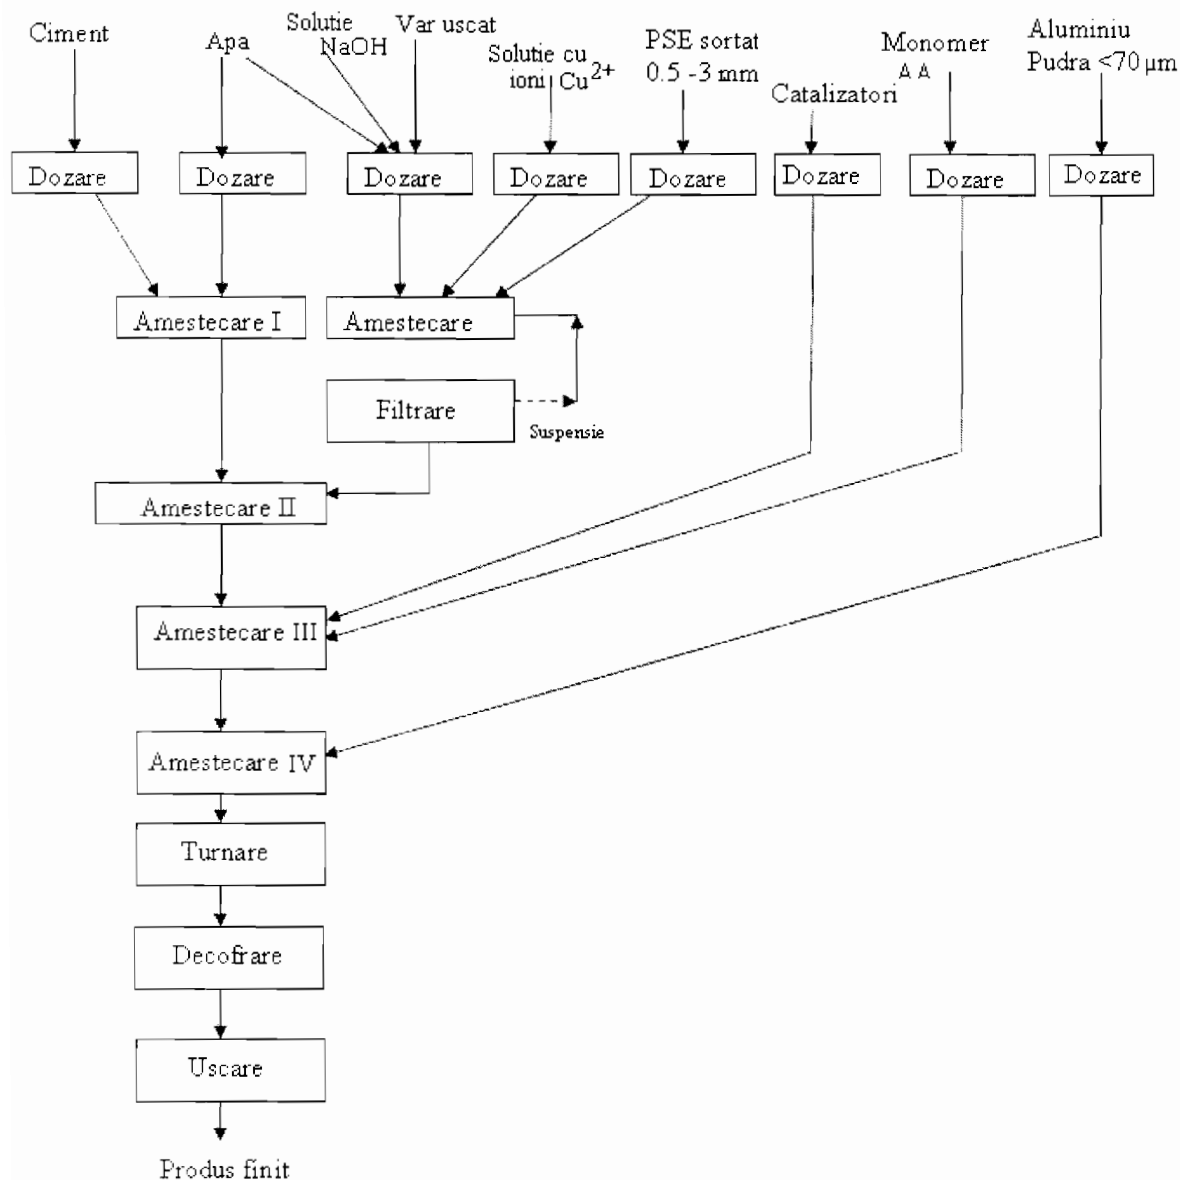 Ciment
Apa
Solutie
NaOH
Var uscat
Solutie cu
ioni Cu2+
PSE sortat
0.5 -3 mm
Catalizatori
Monomer
AA
Aluminiu
Pudra <70 µm
Dozare
Dozare
Dozare
Dozare
Dozare
Dozare
Dozare
Dozare
Amestecare I
Amestecare
Filtrare
Suspensie
Amestecare II
Amestecare III
Amestecare IV
Turnare
Decofrare
Uscare
Produs finit